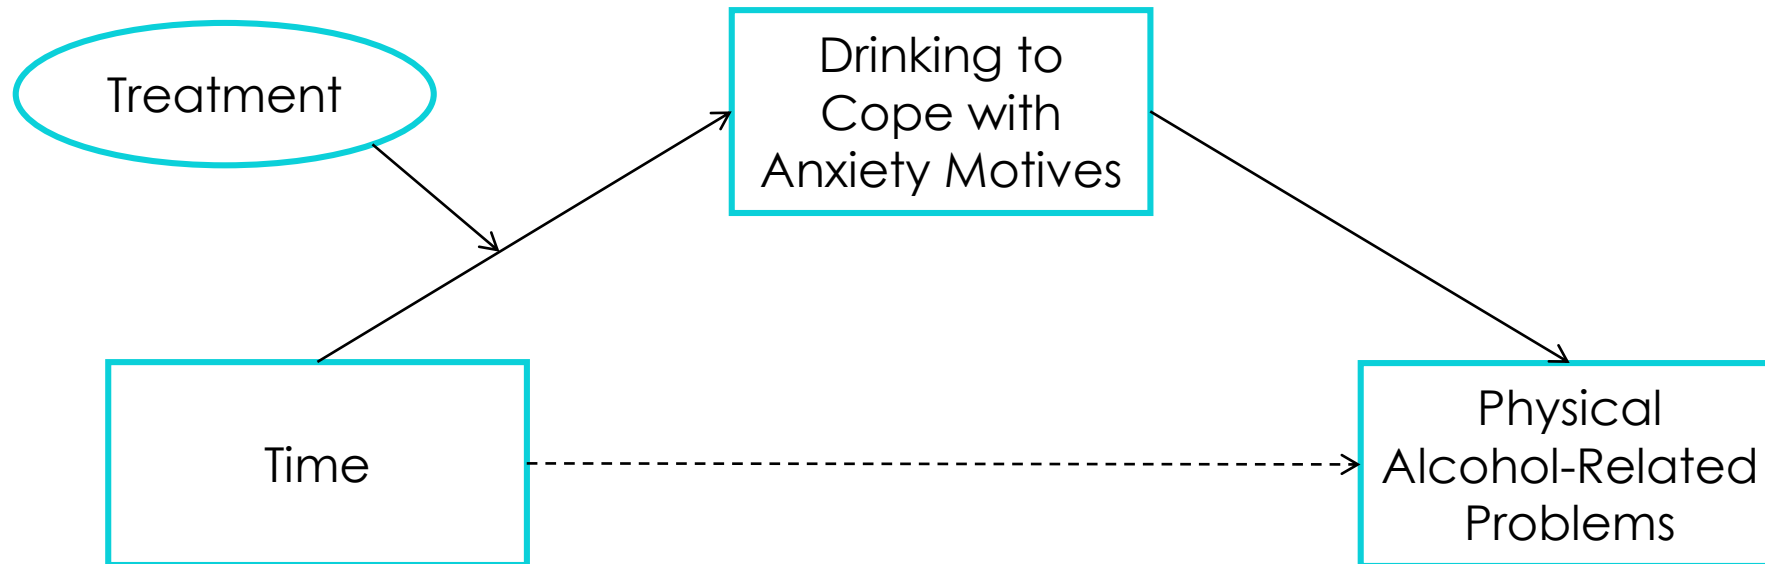 Treatment
Drinking to
Cope with
Anxiety Motives
Time
Physical
Alcohol-Related
Problems